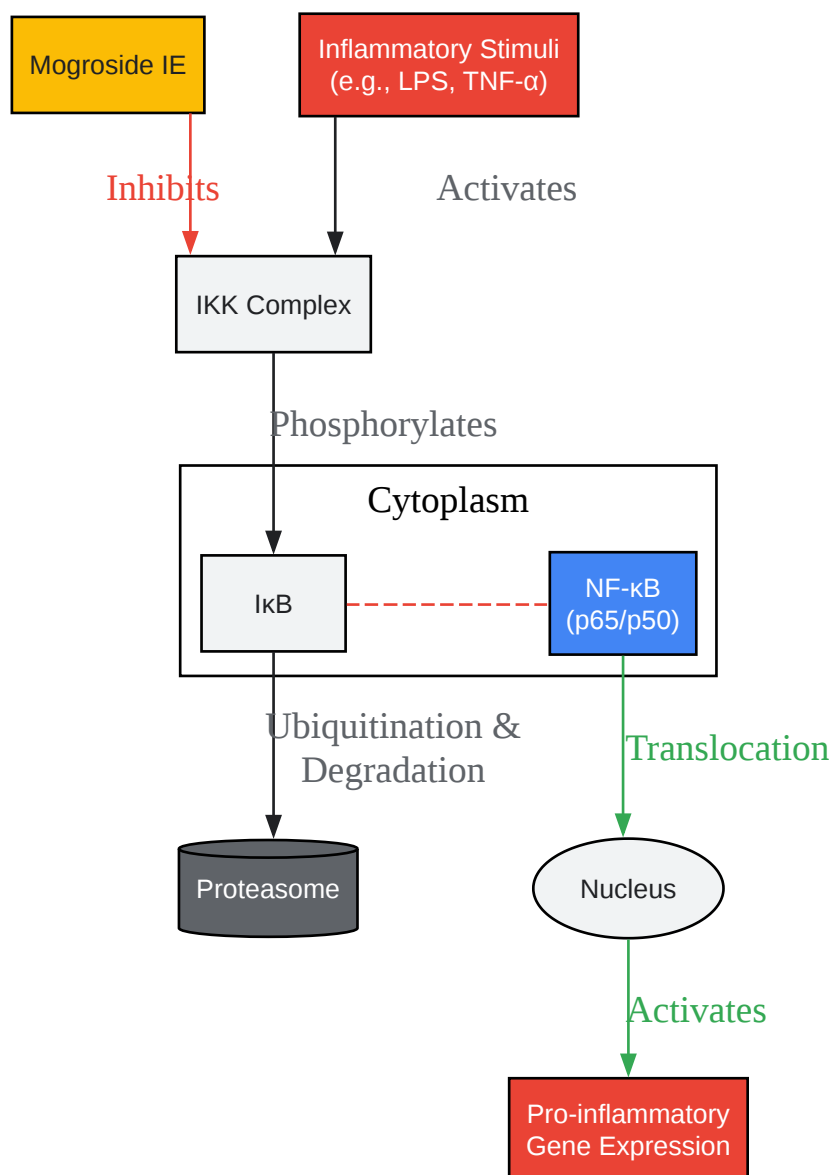 Mogroside IE
Inflammatory Stimuli
(e.g., LPS, TNF-α)
Inhibits
Activates
IKK Complex
Phosphorylates
Cytoplasm
IκB
NF-κB
(p65/p50)
Ubiquitination &
Degradation
Translocation
Proteasome
Nucleus
Activates
Pro-inflammatory
Gene Expression